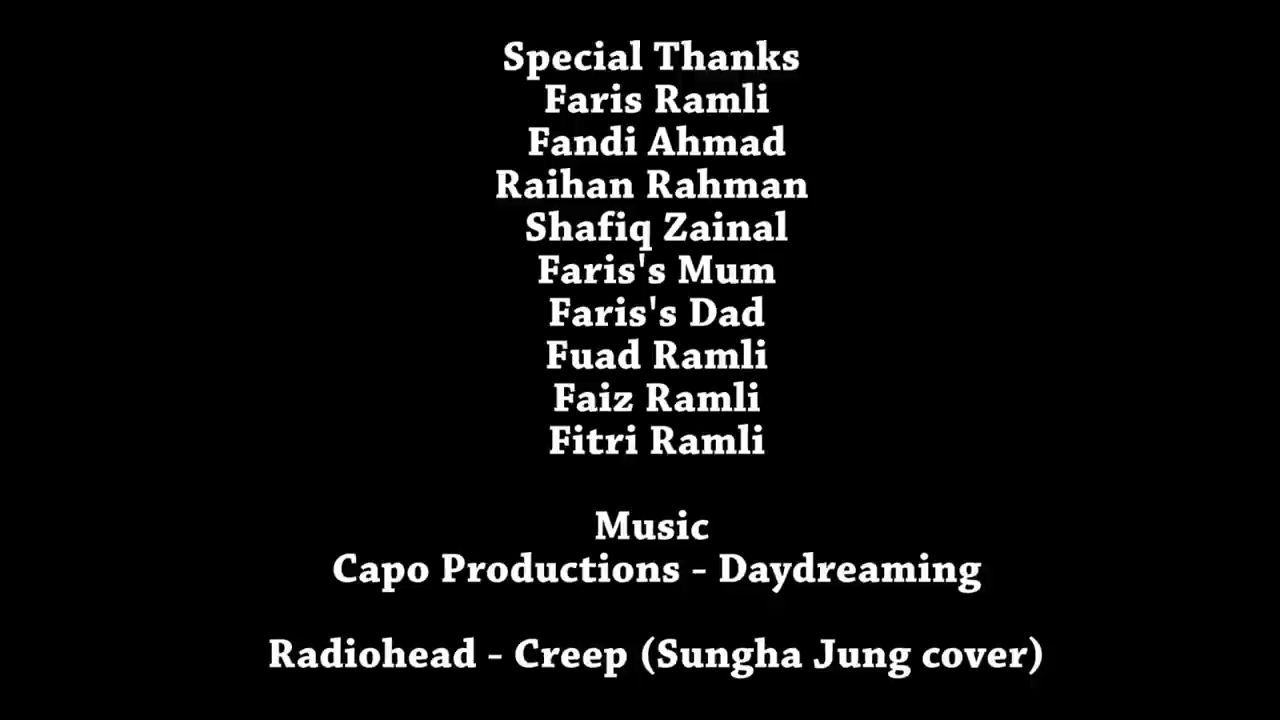 Special Thanks
Faris Ramli
Fandi Ahmad
Raihan Rahman
Shafiq Zainal
Faris's Mum
Faris's Dad
Fuad Ramli
Faiz Ramli
Fitri Ramli
Music
Capo Productions - Daydreaming
Radiohead - Creep (Sungha Jung cover)